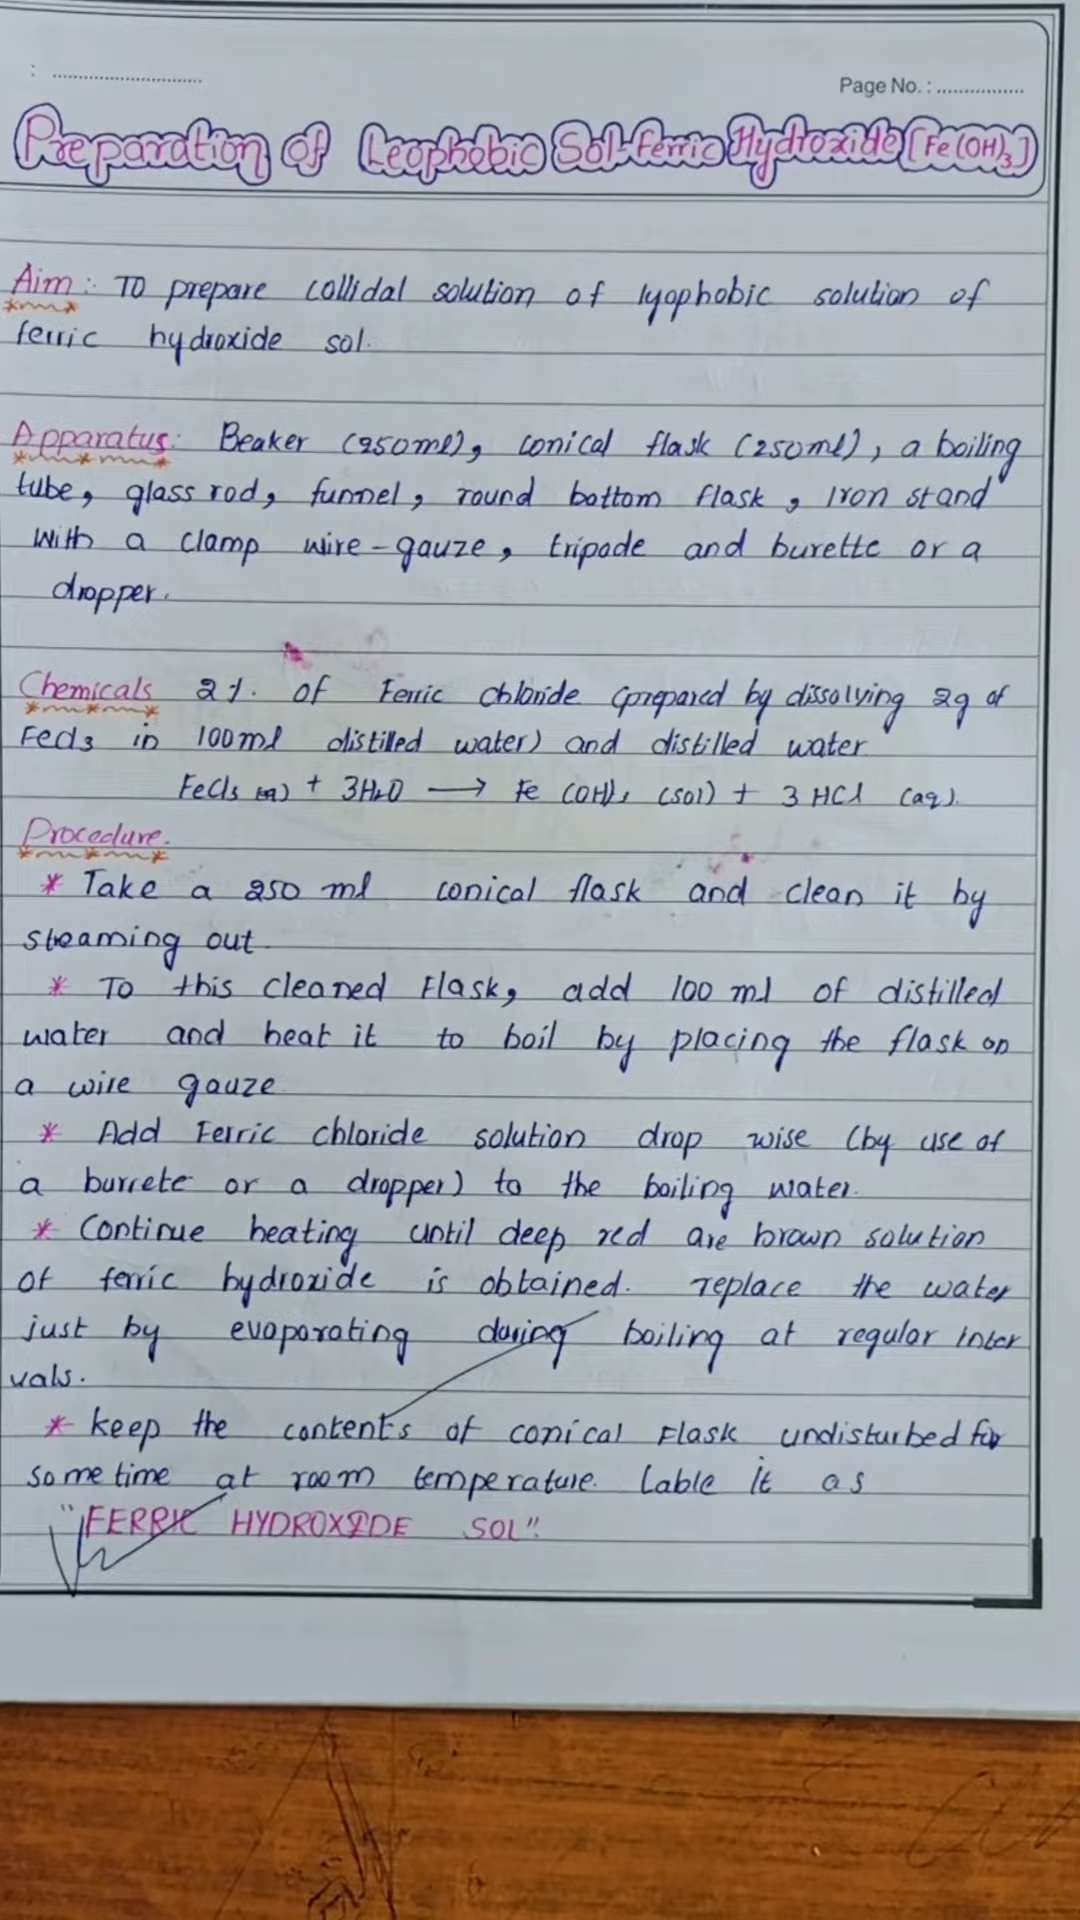 : ............................
Page No. : ................
Preparation of Leophobic Sol-Ferric Hydroxide [Fe(OH)3]
Aim : To prepare collidal solution of lyophobic solution of
ferric hydroxide sol.
Apparatus: Beaker (250ml), conical flask (250ml), a boiling
tube, glass rod, funnel, round bottom flask, Iron stand
with a clamp wire-gauze, tripode and burette or a
dropper.
Chemicals 2%. of Ferric chloride (prepared by dissolving 2g of
Fecl3 in 100ml distilled water) and distilled water
FeCl3 (aq) + 3H2O → Fe (OH)3 (sol) + 3 HCl (aq).
Procedure.
* Take a 250 ml conical flask and clean it by
steaming out.
* To this cleaned Flask, add 100 ml of distilled
water and heat it to boil by placing the flask on
a wire gauze
* Add Ferric chloride solution drop wise (by use of
a burrete or a dropper) to the boiling water.
* Continue heating until deep red are brown solution
of ferric hydroxide is obtained. replace the water
just by evaporating during boiling at regular inter
vals.
* keep the contents of conical Flask undisturbed for
some time at room temperature. Lable it as
"FERRIC HYDROXIDE SOL".